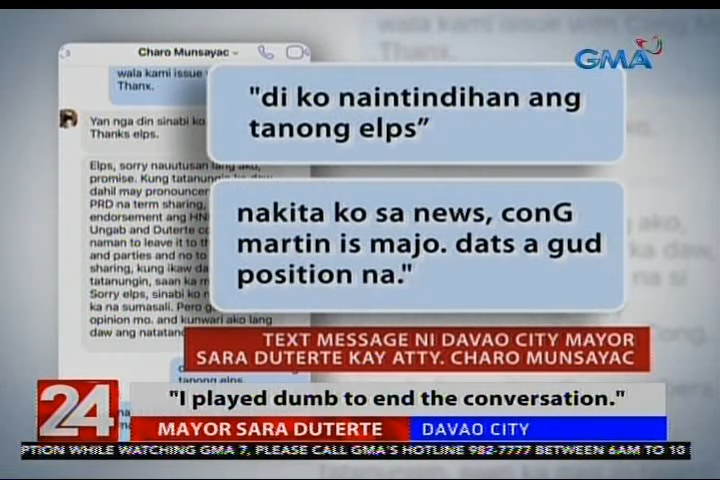 Charo Munsayac
wala kami issue
Thanx.
Yan nga din sinabi ko
Thanks elps.
Elps, sorry nauutusan lang ako,
promise. Kung tatanungin
dahil may pronouncer
PRD na term sharing,
endorsement ang HN
Ungab and Duterte co
naman to leave it to th
and parties and no to
sharing, kung ikaw da
tatanungin, saan ka m
Sorry elps, sinabi ko n
ka na sumasali. Pero g
opinion mo. and kunwari ako lang
daw ang natatan
tanong elps
GMA
"di ko naintindihan ang
tanong elps”
nakita ko sa news, conG
martin is majo. dats a gud
position na."
TEXT MESSAGE NI DAVAO CITY MAYOR
SARA DUTERTE KAY ATTY. CHARO MUNSAYAC
24
"I played dumb to end the conversation."
MAYOR SARA DUTERTE
DAVAO CITY
PTION WHILE WATCHING GMA 7, PLEASE CALL GMA'S HOTLINE 982-7777 BETWEEN 6AM TO 10